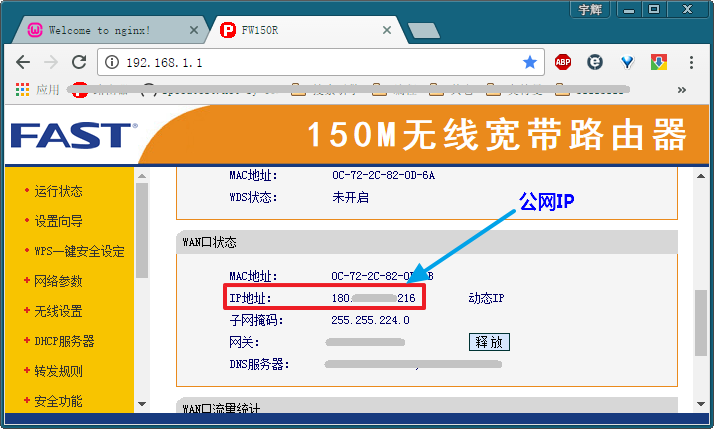 宇辉
Welcome to nginx!
FW150R
192.168.1.1
ABP
应用
»
FAST®
150M无线宽带路由器
运行状态
设置向导
WPS一键安全设定
网络参数
无线设置
DHCP服务器
转发规则
安全功能
MAC地址: 0C-72-2C-82-0D-6A
WDS状态: 未开启
公网IP
WAN口状态
MAC地址: 0C-72-2C-82-0D-6B
IP地址: 180. 216 动态IP
子网掩码: 255.255.224.0
网关: 释放
DNS服务器:
WAN口流量统计